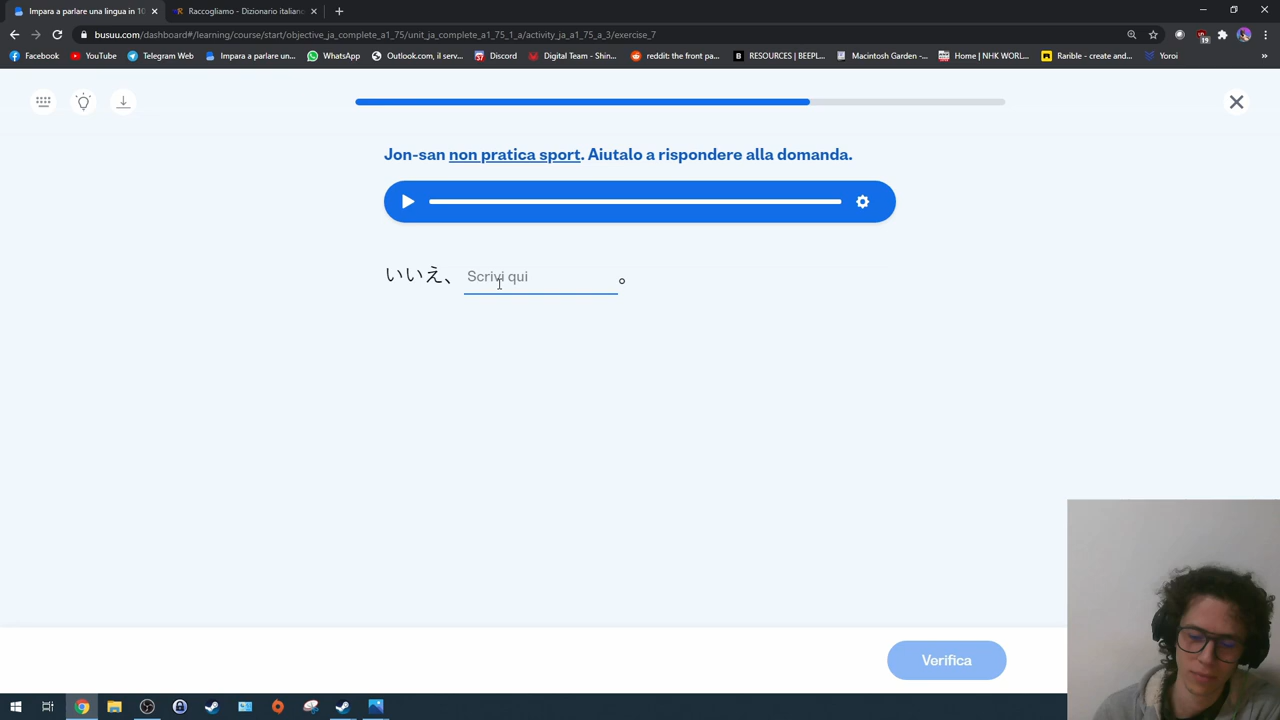 Impara a parlare una lingua in 10
Raccogliamo - Dizionario italiano
busuu.com/dashboard#/learning/course/start/objective_ja_complete_a1_75/unit_ja_complete_a1_75_1_a/activity_ja_a1_75_a_3/exercise_7
19
Facebook
YouTube
Telegram Web
Impara a parlare un...
WhatsApp
Outlook.com, il serv...
Discord
Digital Team - Shin...
reddit: the front pa...
RESOURCES | BEEPL...
Macintosh Garden -...
Home | NHK WORL...
Rarible - create and...
Yoroi
Jon-san non pratica sport. Aiutalo a rispondere alla domanda.
いいえ、 Scrivi qui 。
Verifica